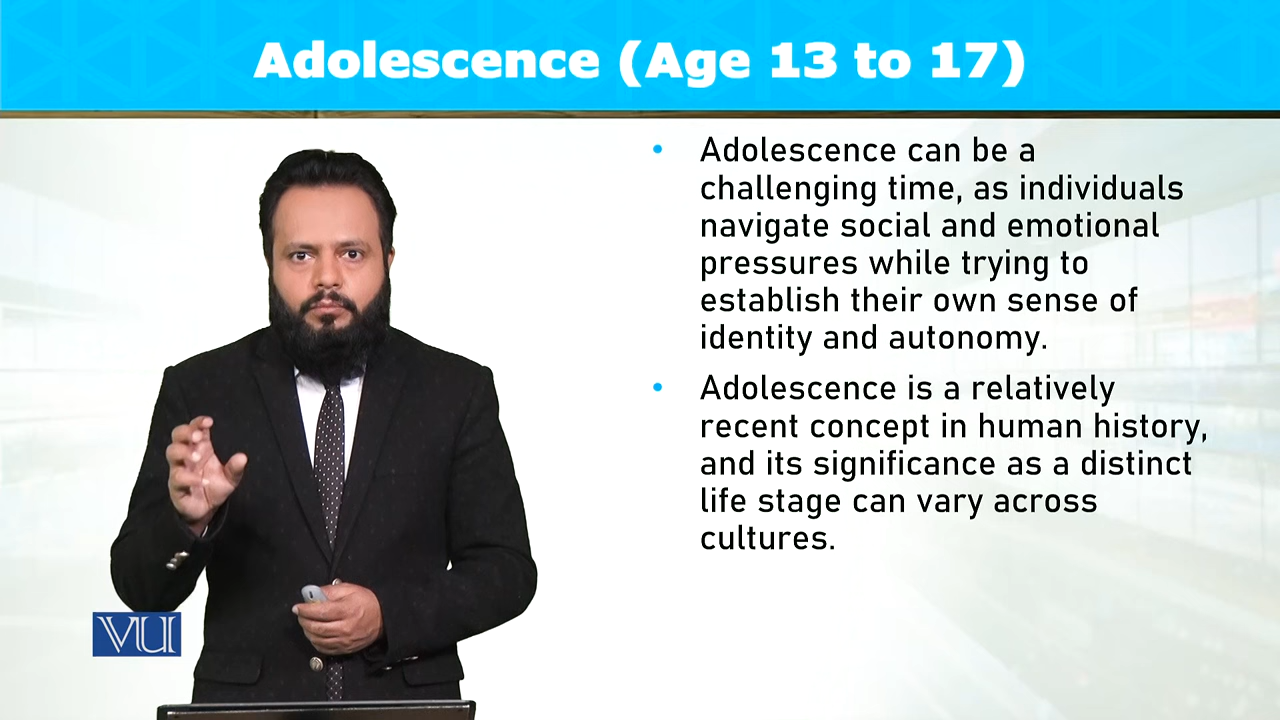 Adolescence (Age 13 to 17)
• Adolescence can be a
challenging time, as individuals
navigate social and emotional
pressures while trying to
establish their own sense of
identity and autonomy.
• Adolescence is a relatively
recent concept in human history,
and its significance as a distinct
life stage can vary across
cultures.
VU